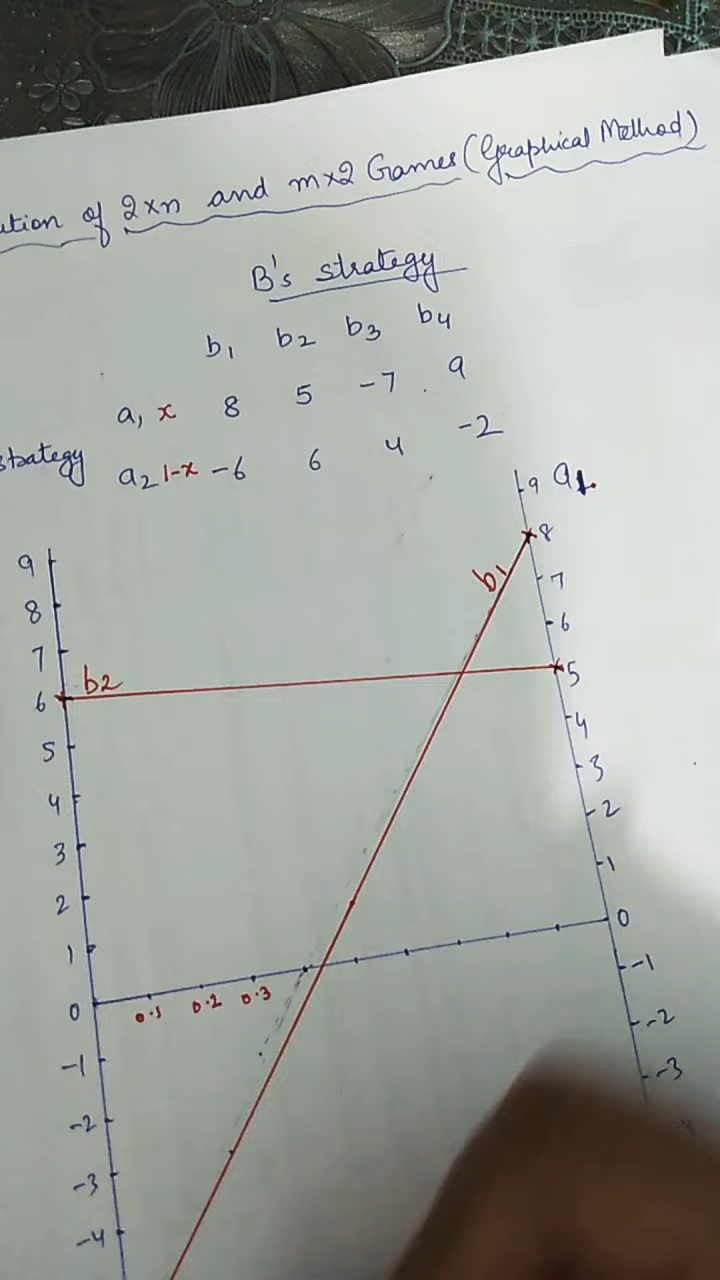 ution of 2×n and m×2 Games (Graphical Method)
B's strategy
b1 b2 b3 b4
a1 x 8 5 -7 9
strategy a2 1-x -6 6 4 -2
9 a1
8
7
6
5
4
3
2
1
0
-1
-2
-3
b1
b2
9
8
7
6
5
4
3
2
1
0
0.1 0.2 0.3
-1
-2
-3
-4